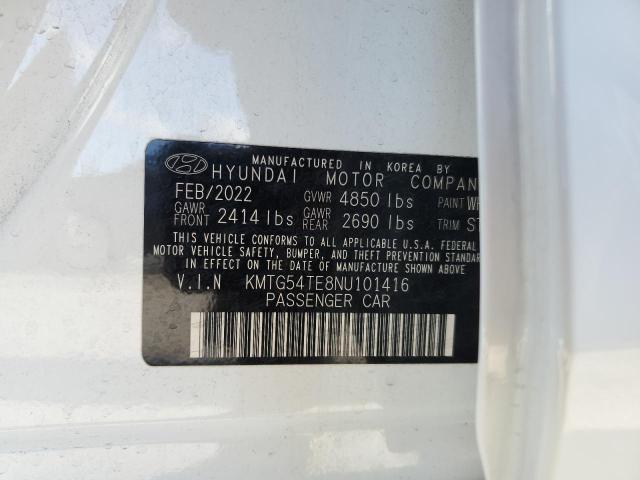 MANUFACTURED IN KOREA BY
HYUNDAI MOTOR COMPAN
FEB/2022 GVWR 4850 lbs PAINT
GAWR FRONT 2414 lbs GAWR REAR 2690 lbs TRIM
THIS VEHICLE CONFORMS TO ALL APPLICABLE U.S.A. FEDERAL
MOTOR VEHICLE SAFETY, BUMPER, AND THEFT PREVENTION STANDARDS
IN EFFECT ON THE DATE OF MANUFACTURE SHOWN ABOVE
V.I.N KMTG54TE8NU101416
PASSENGER CAR